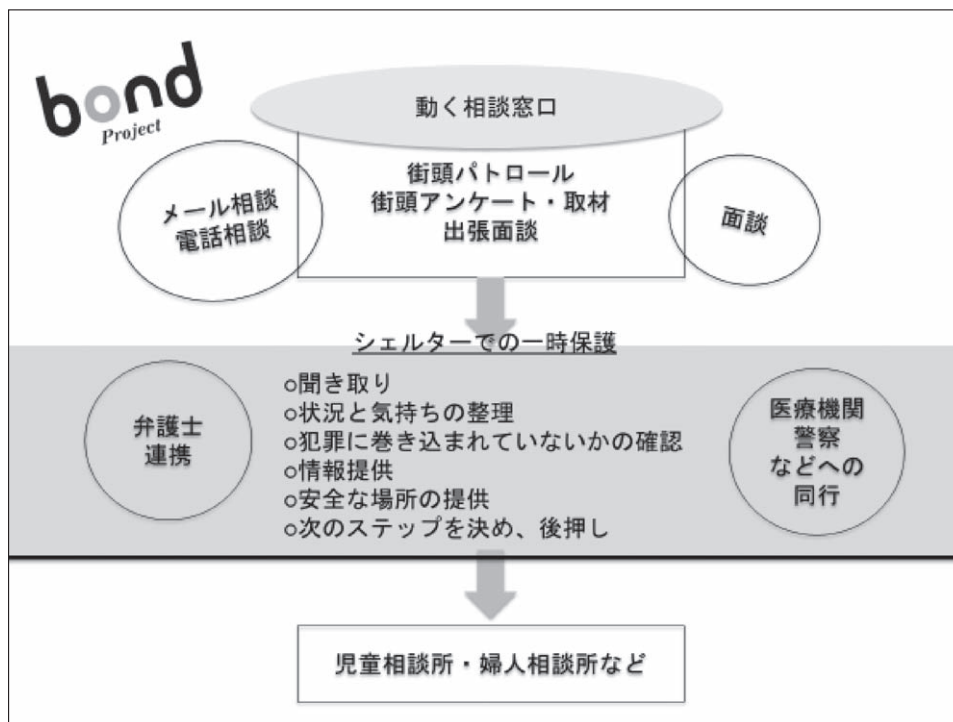 bond
Project
動く相談窓口
メール相談
電話相談
街頭パトロール
街頭アンケート・取材
出張面談
面談
シェルターでの一時保護
弁護士
連携
○聞き取り
○状況と気持ちの整理
○犯罪に巻き込まれていないかの確認
○情報提供
○安全な場所の提供
○次のステップを決め、後押し
医療機関
警察
などへの
同行
児童相談所・婦人相談所など